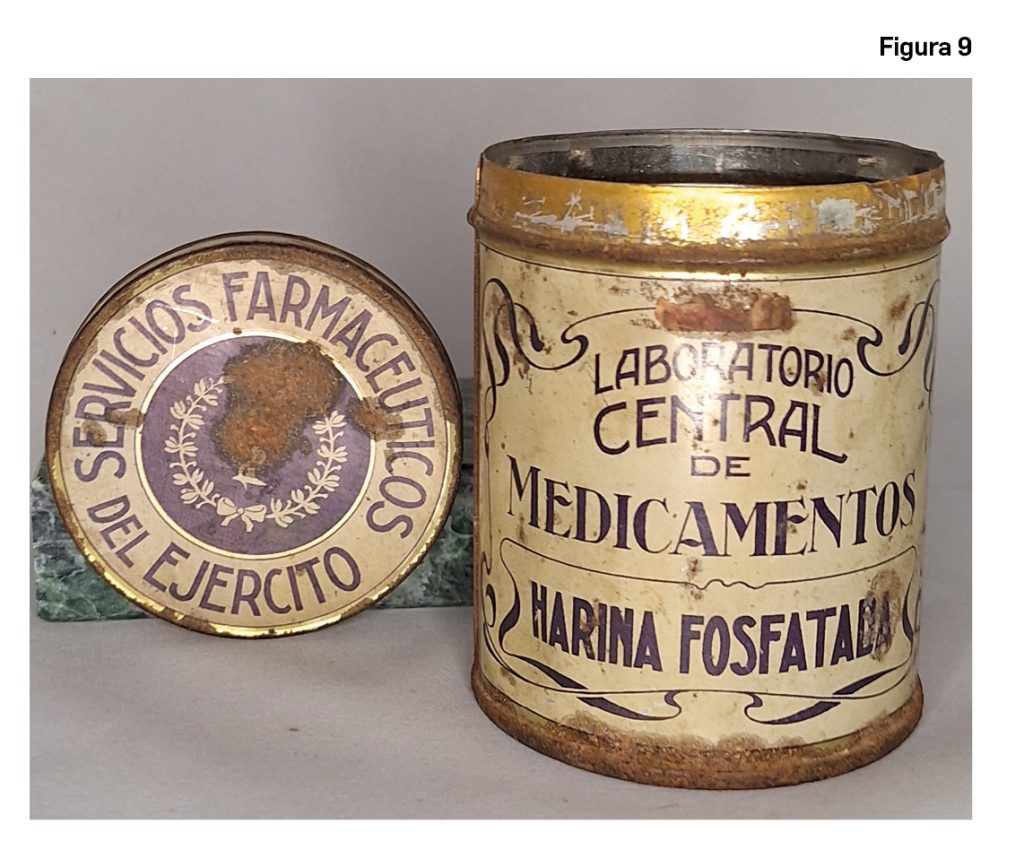 Figura 9
SERVICIOS FARMACEUTICOS
DEL EJERCITO
LABORATORIO
CENTRAL
DE
MEDICAMENTOS
HARINA FOSFATADA